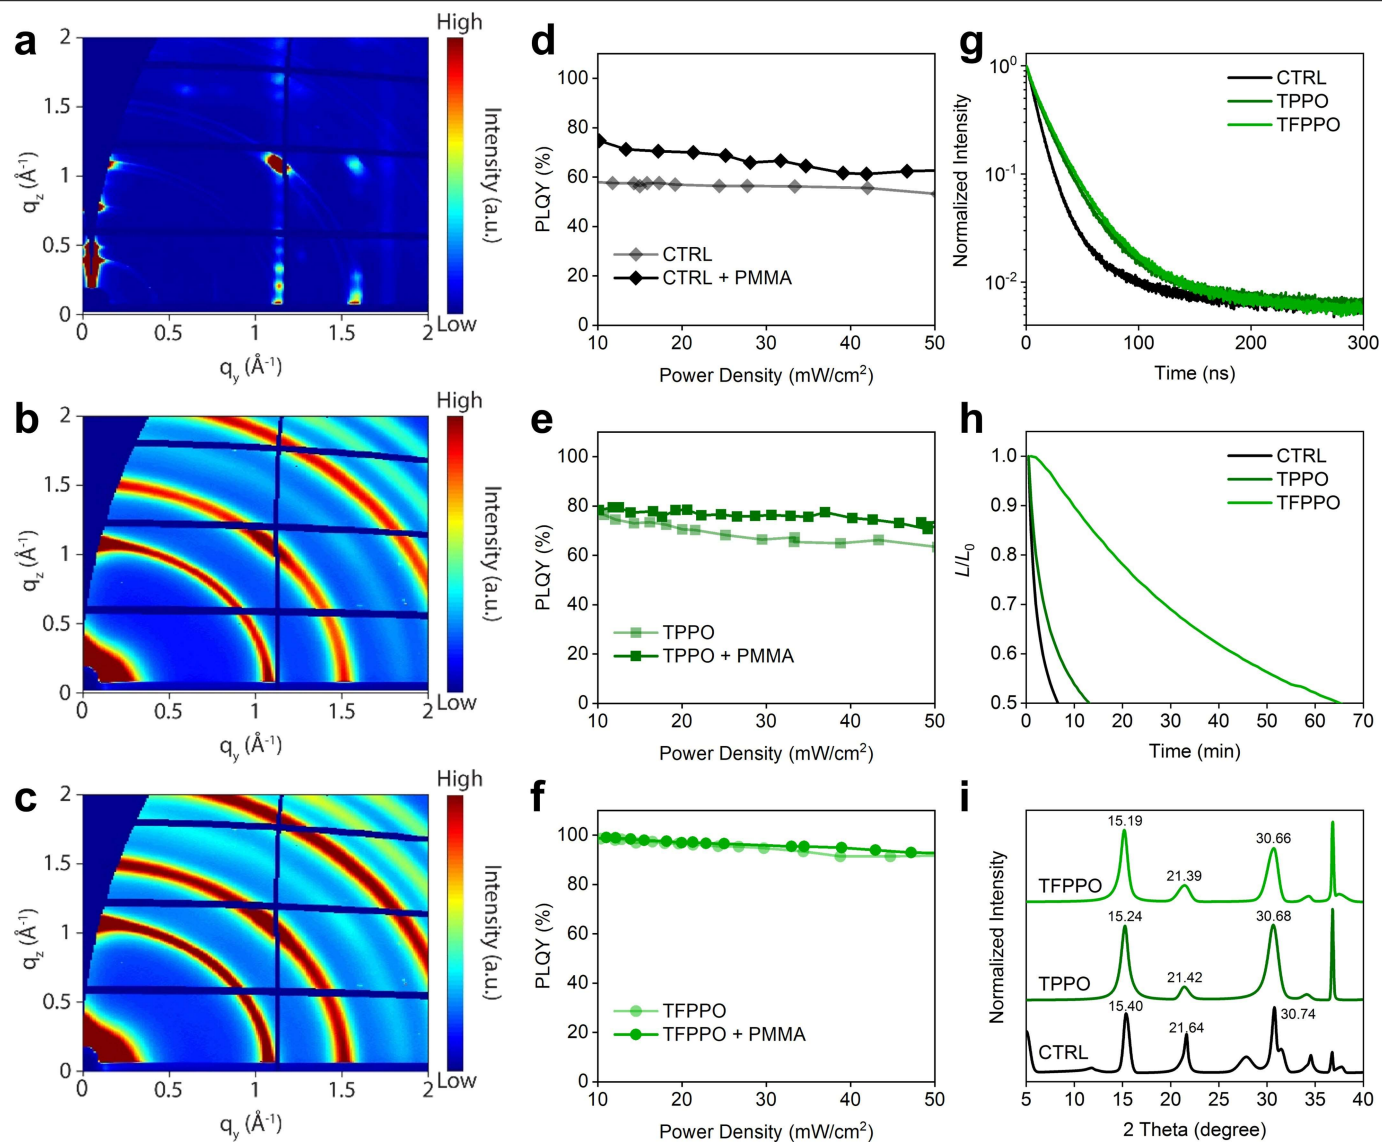 a
High
2
1.5
1
0.5
0
q_z (Å⁻¹)
0 0.5 1 1.5 2
q_y (Å⁻¹)
Intensity (a.u.)
Low
b
High
2
1.5
1
0.5
0
q_z (Å⁻¹)
0 0.5 1 1.5 2
q_y (Å⁻¹)
Intensity (a.u.)
Low
c
High
2
1.5
1
0.5
0
q_z (Å⁻¹)
0 0.5 1 1.5 2
q_y (Å⁻¹)
Intensity (a.u.)
Low
d
100
80
60
40
20
0
PLQY (%)
CTRL
CTRL + PMMA
10 20 30 40 50
Power Density (mW/cm²)
e
100
80
60
40
20
0
PLQY (%)
TPPO
TPPO + PMMA
10 20 30 40 50
Power Density (mW/cm²)
f
100
80
60
40
20
0
PLQY (%)
TFPPO
TFPPO + PMMA
10 20 30 40 50
Power Density (mW/cm²)
g
10⁰
10⁻¹
10⁻²
Normalized Intensity
CTRL
TPPO
TFPPO
0 100 200 300
Time (ns)
h
1.0
0.9
0.8
0.7
0.6
0.5
L/L₀
CTRL
TPPO
TFPPO
0 10 20 30 40 50 60 70
Time (min)
i
Normalized Intensity
15.19
30.66
21.39
TFPPO
15.24
30.68
21.42
TPPO
15.40
30.74
21.64
CTRL
5 10 15 20 25 30 35 40
2 Theta (degree)